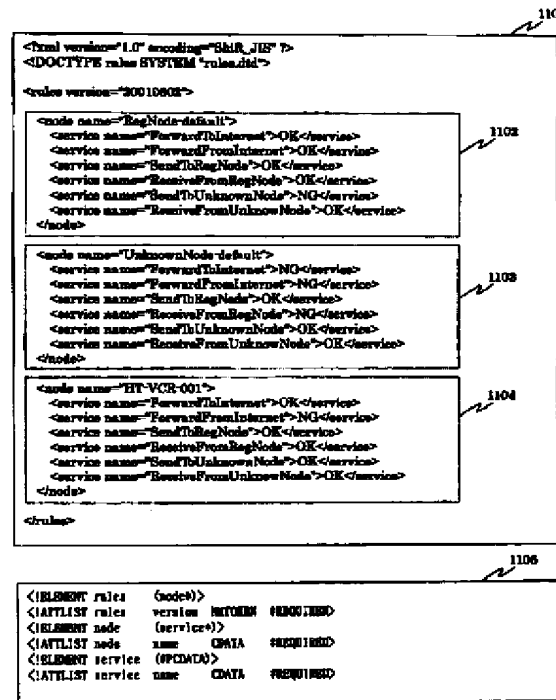 110
<?xml version="1.0" encoding="Shift_JIS" ?>
<!DOCTYPE rules SYSTEM "rules.dtd">
<rules version="20010602">
1102
<node name="RegNode-default">
<service name="ForwardToInternet">OK</service>
<service name="ForwardFromInternet">OK</service>
<service name="SendToRegNode">OK</service>
<service name="ReceiveFromRegNode">OK</service>
<service name="SendToUnknownNode">NG</service>
<service name="ReceiveFromUnknowNode">OK</service>
</node>
1103
<node name="UnknownNode-default">
<service name="ForwardToInternet">NG</service>
<service name="ForwardFromInternet">NG</service>
<service name="SendToRegNode">OK</service>
<service name="ReceiveFromRegNode">NG</service>
<service name="SendToUnknownNode">OK</service>
<service name="ReceiveFromUnknowNode">OK</service>
</node>
1104
<node name="HT-VCR-001">
<service name="ForwardToInternet">OK</service>
<service name="ForwardFromInternet">NG</service>
<service name="SendToRegNode">OK</service>
<service name="ReceiveFromRegNode">OK</service>
<service name="SendToUnknownNode">OK</service>
<service name="ReceiveFromUnknowNode">OK</service>
</node>
</rules>
1105
<!ELEMENT rules (node*)>
<!ATTLIST rules version NMTOKEN #REQUIRED>
<!ELEMENT node (service*)>
<!ATTLIST node name CDATA #REQUIRED>
<!ELEMENT service (#PCDATA)>
<!ATTLIST service name CDATA #REQUIRED>